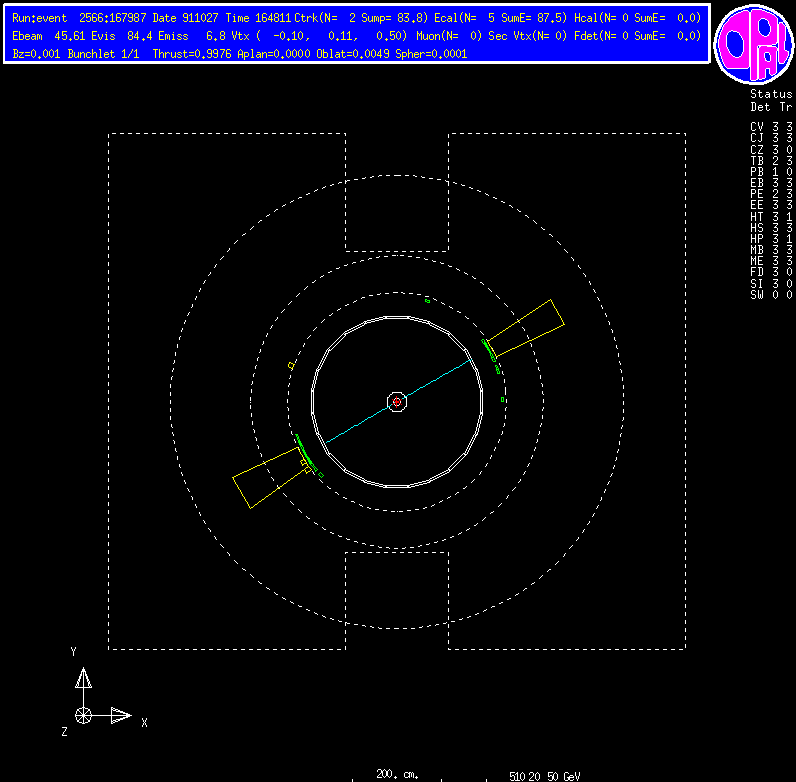 Run:event 2566:167987 Date 911027 Time 164811 Ctrk(N= 2 Sump= 83.8) Ecal(N= 5 SumE= 87.5) Hcal(N= 0 SumE= 0.0)
Ebeam 45.61 Evis 84.4 Emiss 6.8 Vtx ( -0.10, 0.11, 0.50) Muon(N= 0) Sec Vtx(N= 0) Fdet(N= 0 SumE= 0.0)
Bz=0.001 Bunchlet 1/1 Thrust=0.9976 Aplan=0.0000 Oblat=0.0049 Spher=0.0001
OPAL
Status
Det Tr
CV 3 3
CJ 3 3
CZ 3 0
TB 2 3
PB 1 0
EB 3 3
PE 2 3
EE 3 3
HT 3 1
HS 3 3
HP 3 1
MB 3 3
ME 3 3
FD 3 0
SI 3 0
SW 0 0
Y
X
Z
200. cm.
5 10 20 50 GeV